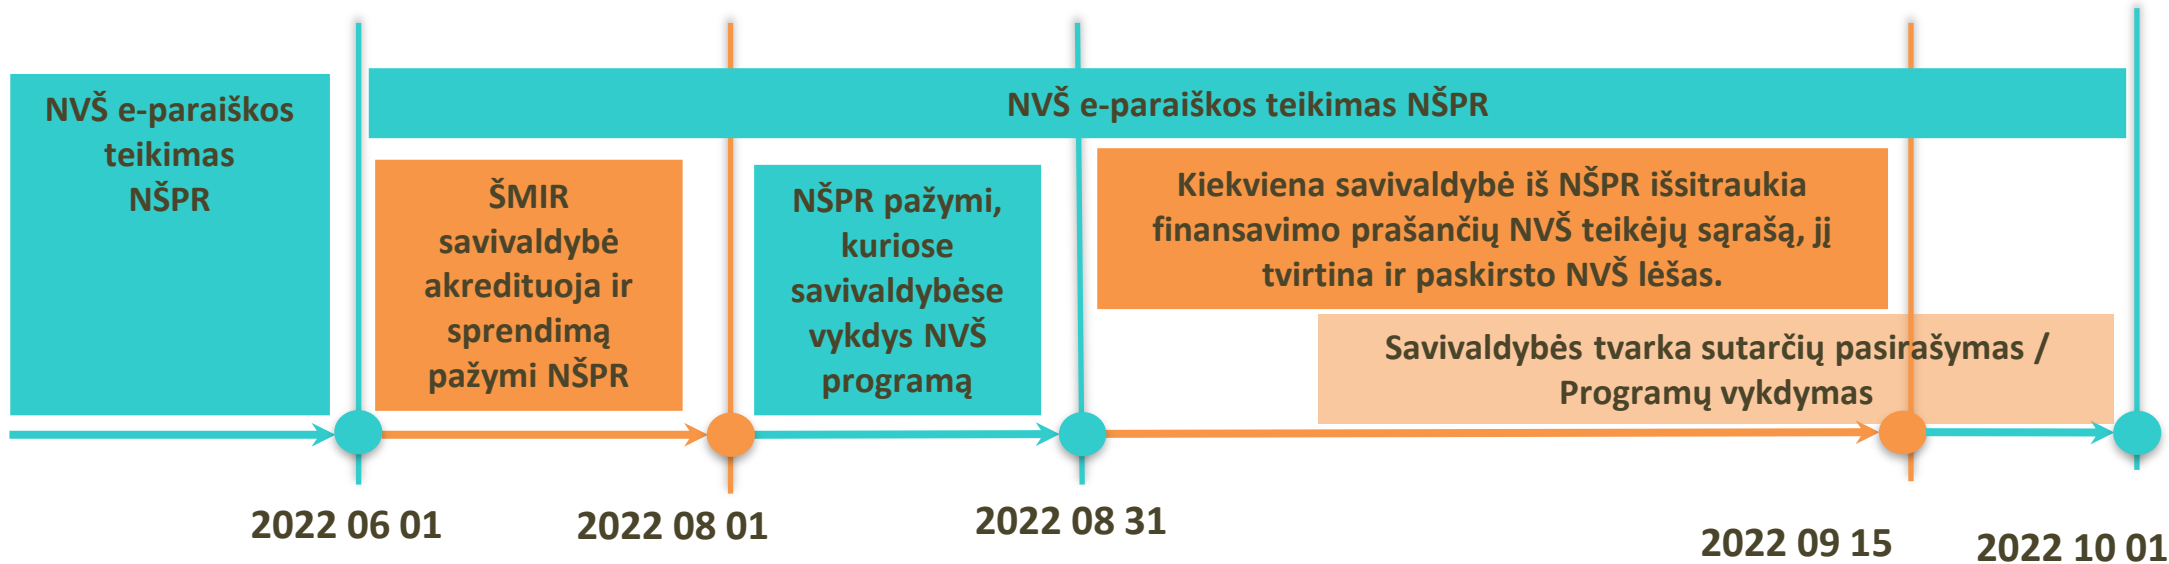 NVŠ e-paraiškos
teikimas
NŠPR
NVŠ e-paraiškos teikimas NŠPR
ŠMIR
savivaldybė
akredituoja ir
sprendimą
pažymi NŠPR
NŠPR pažymi,
kuriose
savivaldybėse
vykdys NVŠ
programą
Kiekviena savivaldybė iš NŠPR išsitraukia
finansavimo prašančių NVŠ teikėjų sąrašą, jį
tvirtina ir paskirsto NVŠ lėšas.
Savivaldybės tvarka sutarčių pasirašymas /
Programų vykdymas
2022 06 01
2022 08 01
2022 08 31
2022 09 15
2022 10 01